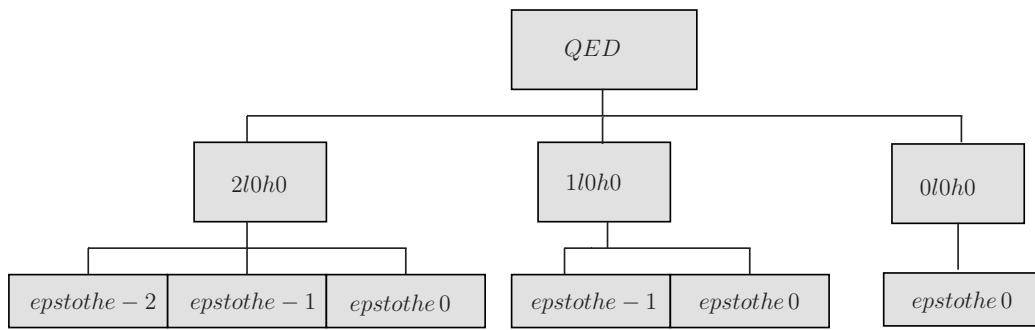 QED
2l0h0
1l0h0
0l0h0
epstothe − 2
epstothe − 1
epstothe 0
epstothe − 1
epstothe 0
epstothe 0